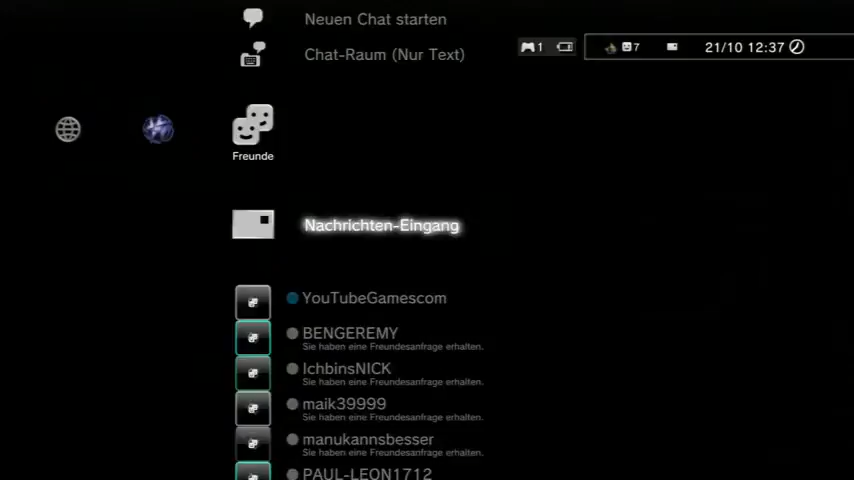 Neuen Chat starten
Chat-Raum (Nur Text)
1
7
21/10 12:37
Freunde
Nachrichten-Eingang
YouTubeGamescom
BENGEREMY
Sie haben eine Freundesanfrage erhalten.
IchbinsNICK
Sie haben eine Freundesanfrage erhalten.
maik39999
Sie haben eine Freundesanfrage erhalten.
manukannsbesser
Sie haben eine Freundesanfrage erhalten.
PAUL-LEON1712